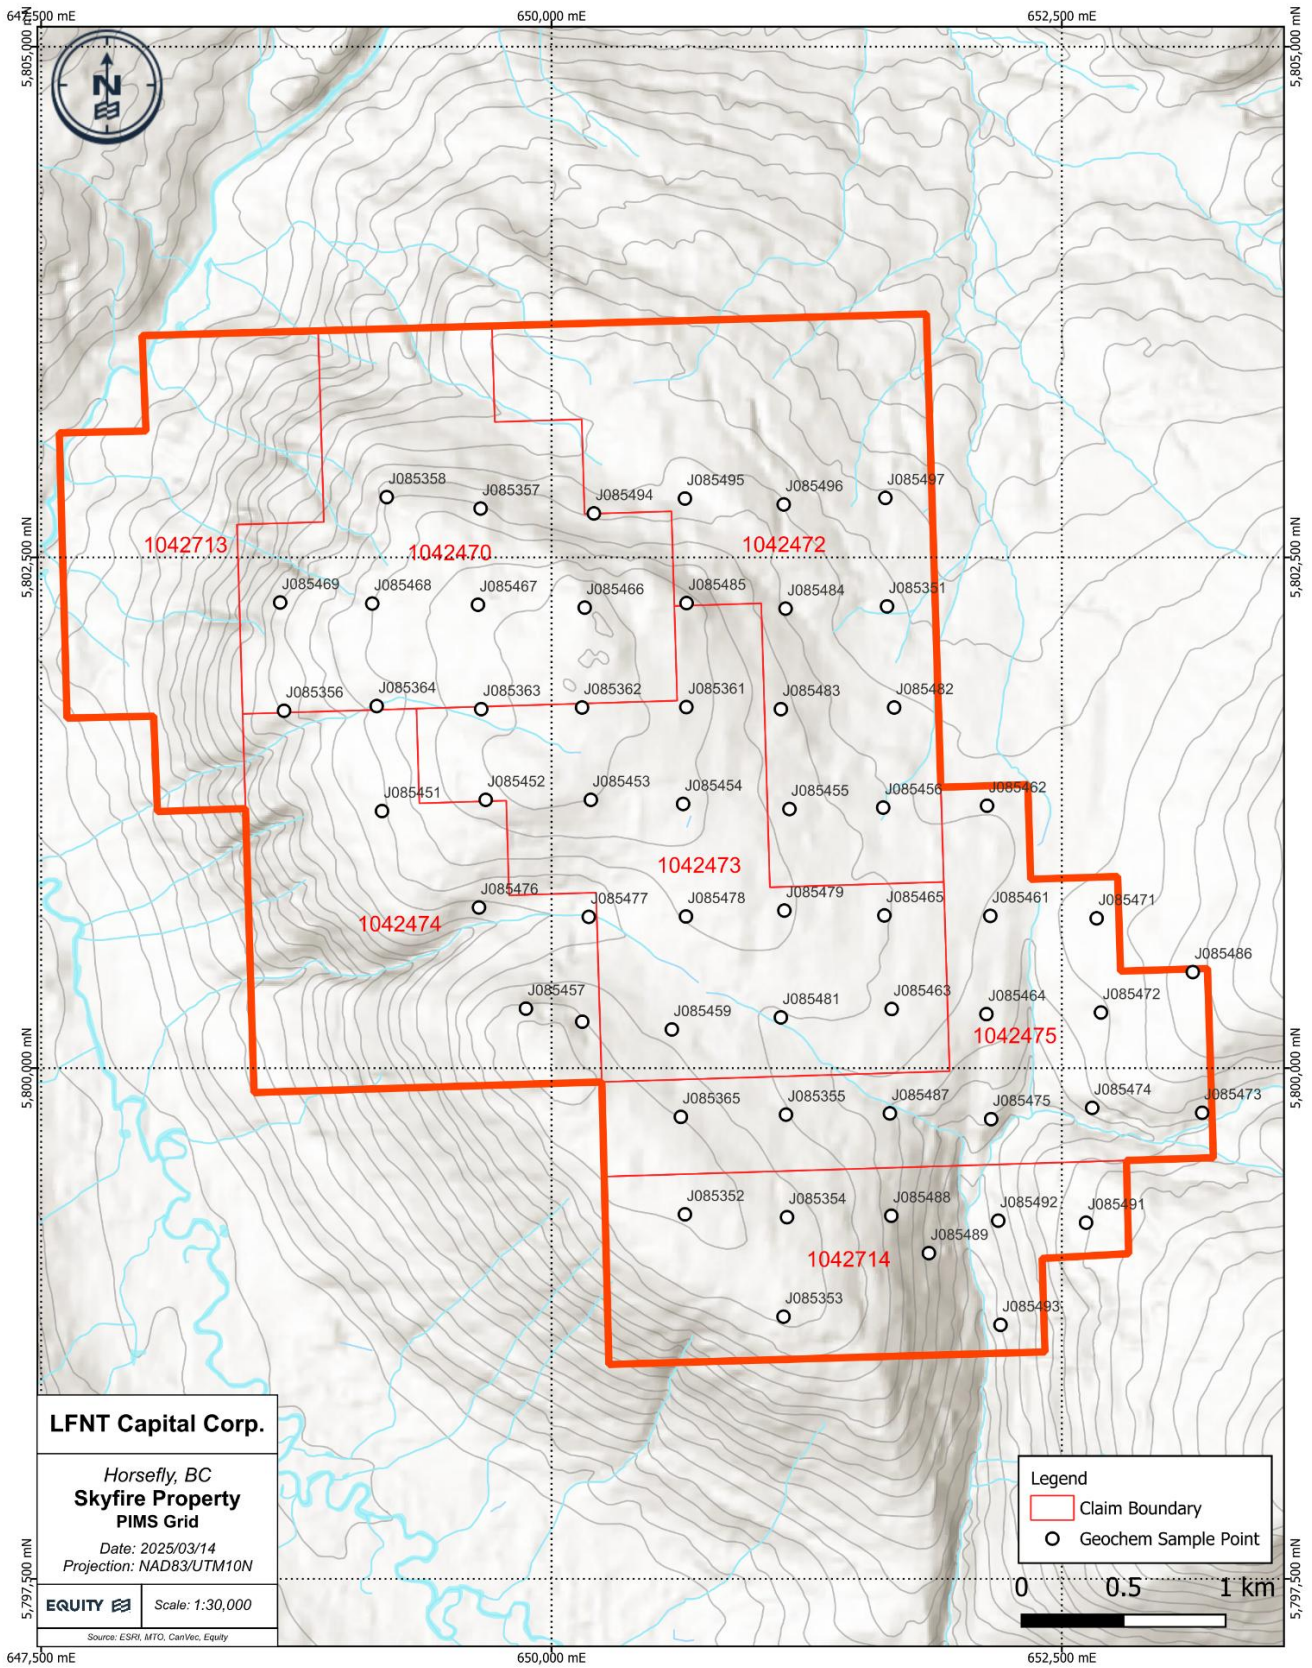 647,500 mE
650,000 mE
652,500 mE
5,805,000 mN
5,805,000 mN
N
J085358
J085357
J085494
J085495
J085496
J085497
1042713
1042470
1042472
5,802,500 mN
5,802,500 mN
J085469
J085468
J085467
J085466
J085485
J085484
J085351
J085356
J085364
J085363
J085362
J085361
J085483
J085482
J085451
J085452
J085453
J085454
J085455
J085456
J085462
1042473
J085476
J085477
J085478
J085479
J085465
J085461
J085471
1042474
J085486
J085457
J085459
J085481
J085463
J085464
J085472
1042475
5,800,000 mN
5,800,000 mN
J085365
J085355
J085487
J085475
J085474
J085473
J085352
J085354
J085488
J085492
J085491
J085489
1042714
J085353
J085493
LFNT Capital Corp.
Horsefly, BC
Skyfire Property
PIMS Grid
Date: 2025/03/14
Projection: NAD83/UTM10N
EQUITY
Scale: 1:30,000
Source: ESRI, MTO, CanVec, Equity
Legend
Claim Boundary
Geochem Sample Point
0 0.5 1 km
5,797,500 mN
5,797,500 mN
647,500 mE
650,000 mE
652,500 mE